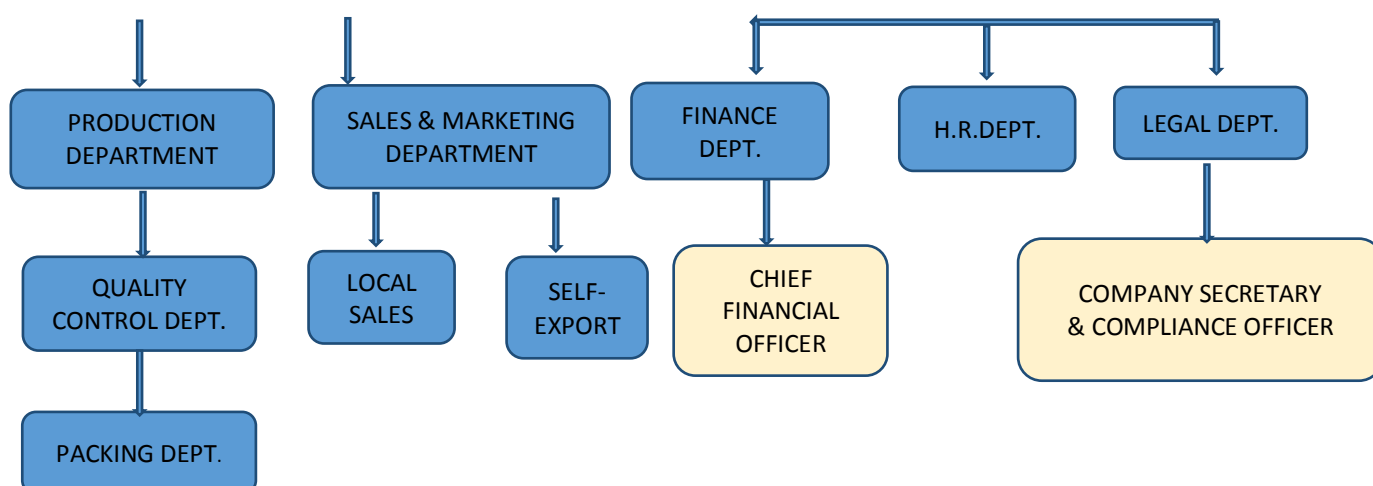 PRODUCTION
DEPARTMENT
SALES & MARKETING
DEPARTMENT
FINANCE
DEPT.
H.R.DEPT.
LEGAL DEPT.
QUALITY
CONTROL DEPT.
LOCAL
SALES
SELF-
EXPORT
CHIEF
FINANCIAL
OFFICER
COMPANY SECRETARY
& COMPLIANCE OFFICER
PACKING DEPT.